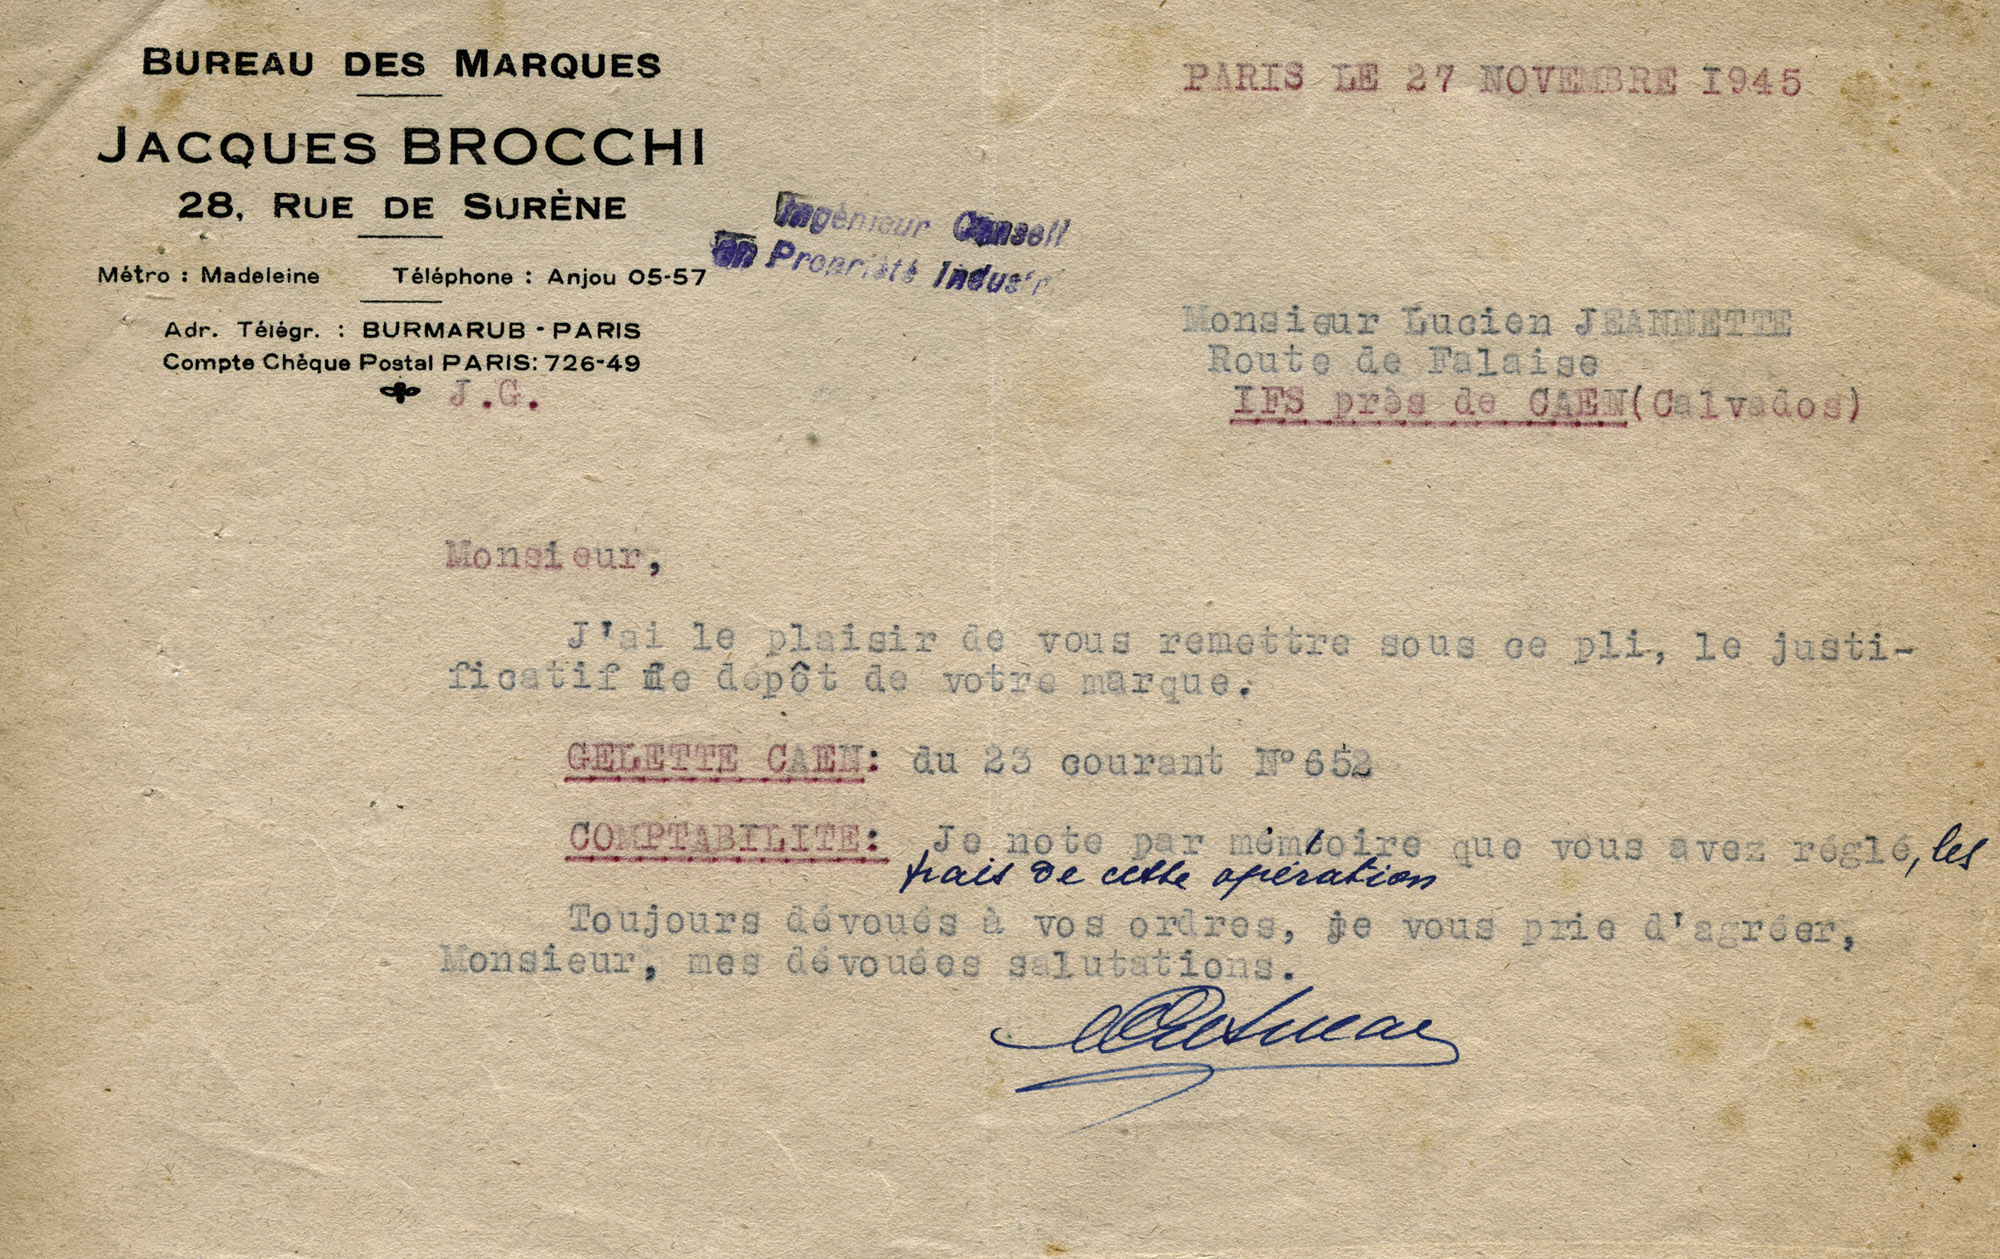 BUREAU DES MARQUES
JACQUES BROCCHI
28, RUE DE SURÈNE
Métro : Madeleine Téléphone : Anjou 05-57
Adr. Télégr. : BURMARUB - PARIS
Compte Chèque Postal PARIS: 726-49
J.G.
Ingénieur Conseil
en Propriété Industri
PARIS LE 27 NOVEMBRE 1945
Monsieur Lucien JEANNETTE
Route de Falaise
IFS près de CAEN(Calvados)
Monsieur,
J'ai le plaisir de vous remettre sous ce pli, le justi-
ficatif de dépôt de votre marque.
GELETTE CAEN: du 23 courant N° 652
COMPTABILITE: Je note par mémoire que vous avez réglé, les
frais de cette opération
Toujours dévoués à vos ordres, je vous prie d'agréer,
Monsieur, mes dévouées salutations.